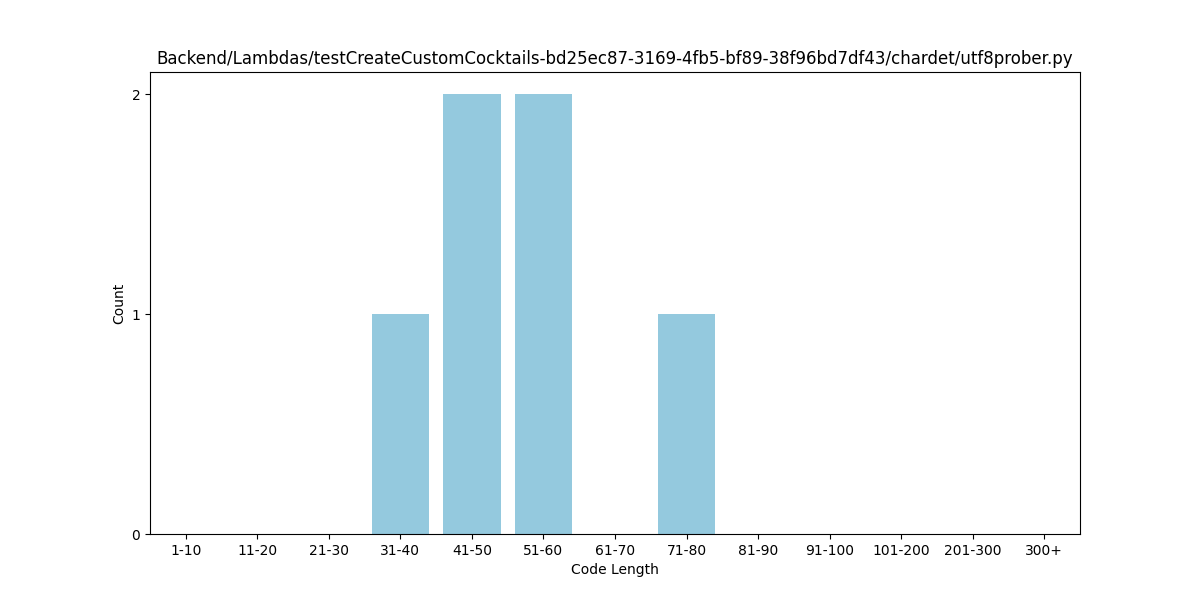 Backend/Lambdas/testCreateCustomCocktails-bd25ec87-3169-4fb5-bf89-38f96bd7df43/chardet/utf8prober.py
2
1
0
Count
1-10 11-20 21-30 31-40 41-50 51-60 61-70 71-80 81-90 91-100 101-200 201-300 300+
Code Length